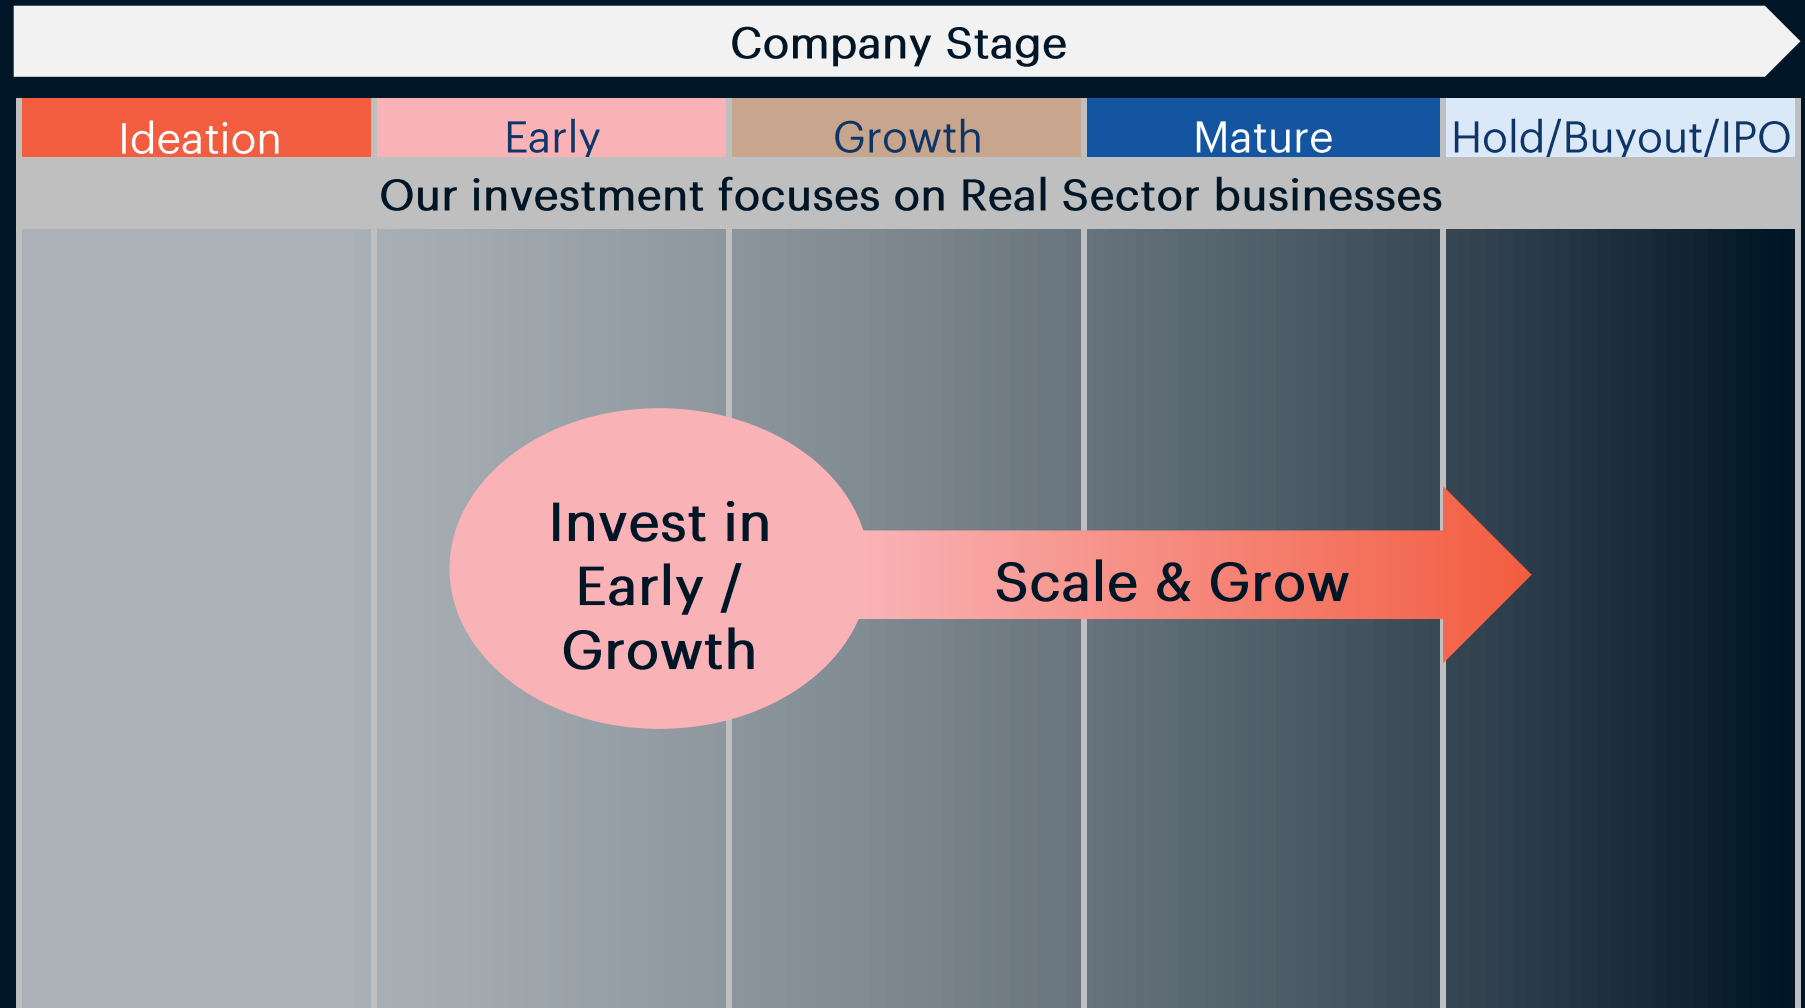 Company Stage
Ideation
Early
Growth
Mature
Hold/Buyout/IPO
Our investment focuses on Real Sector businesses
Invest in
Early /
Growth
Scale & Grow